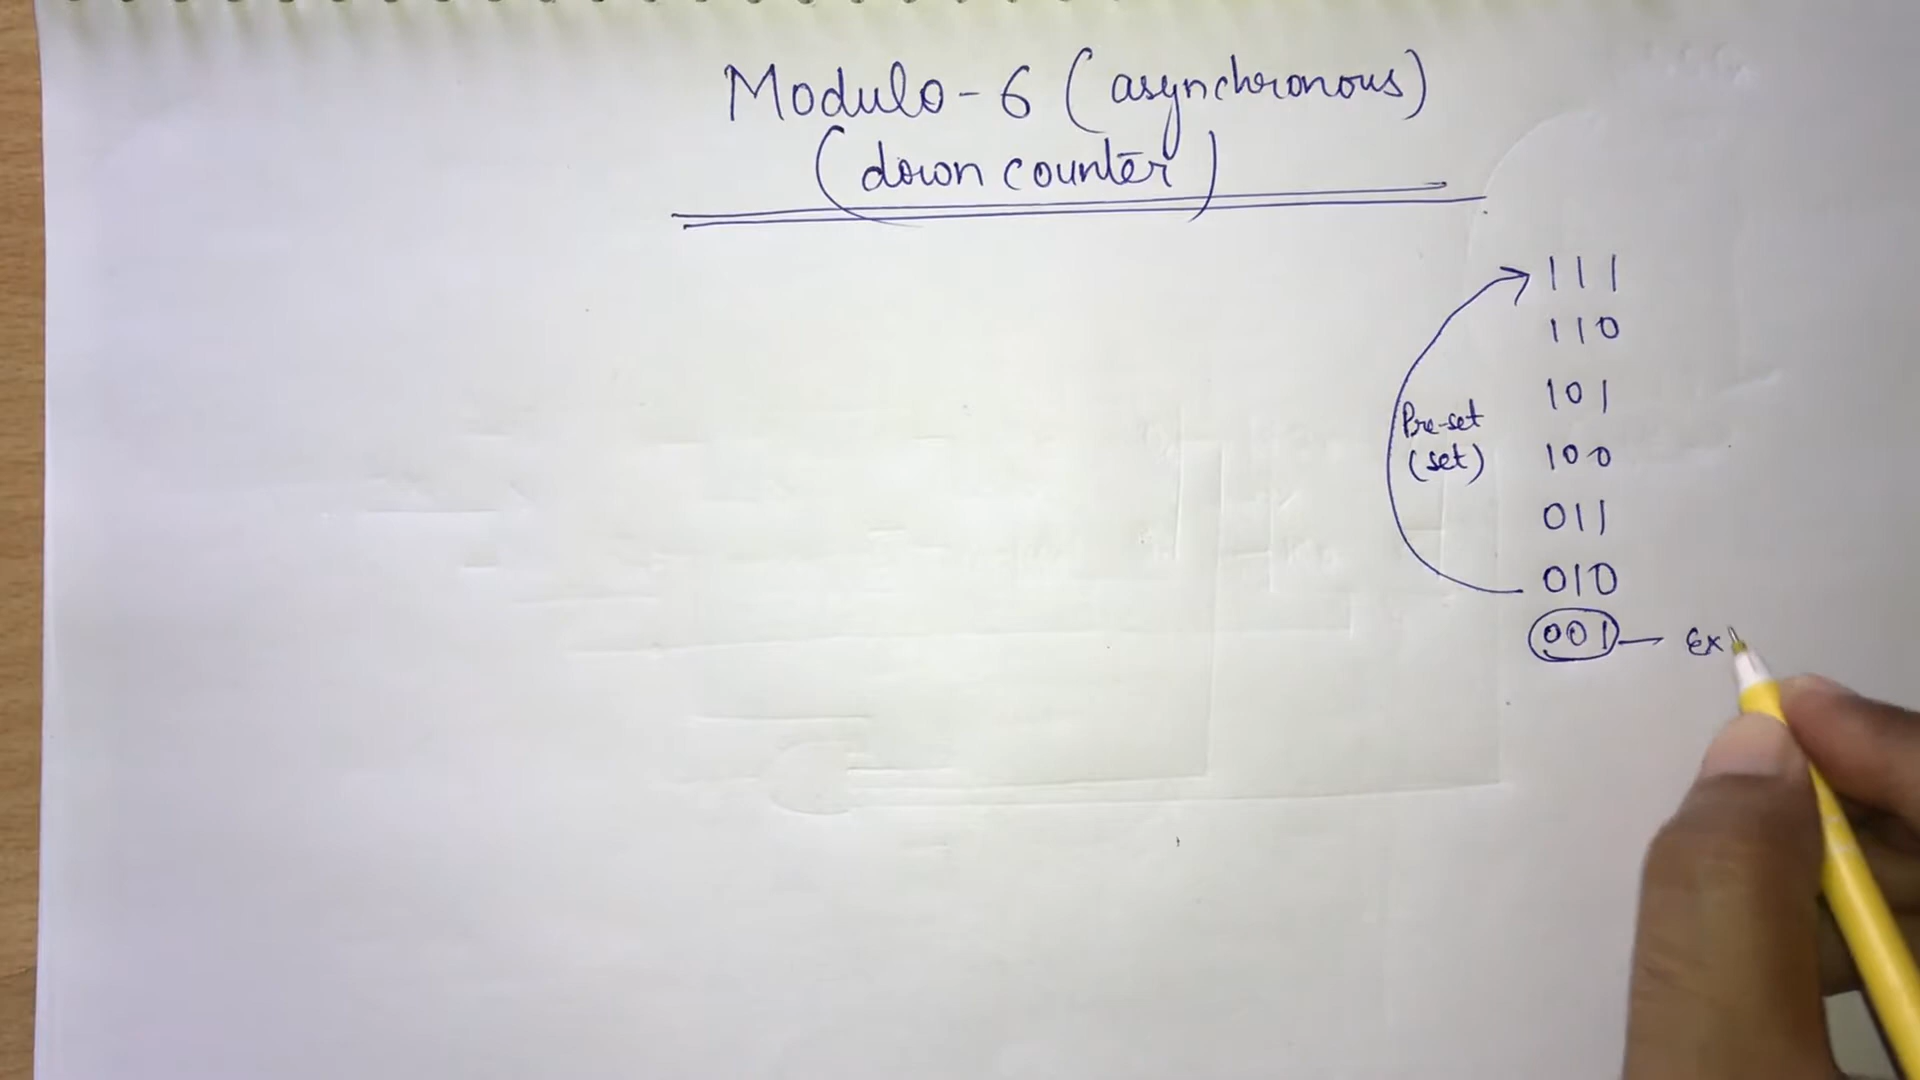 Modulo-6 (asynchronous)
(down counter)
111
110
101
Pre-set
(set)
100
011
010
001 — Ex